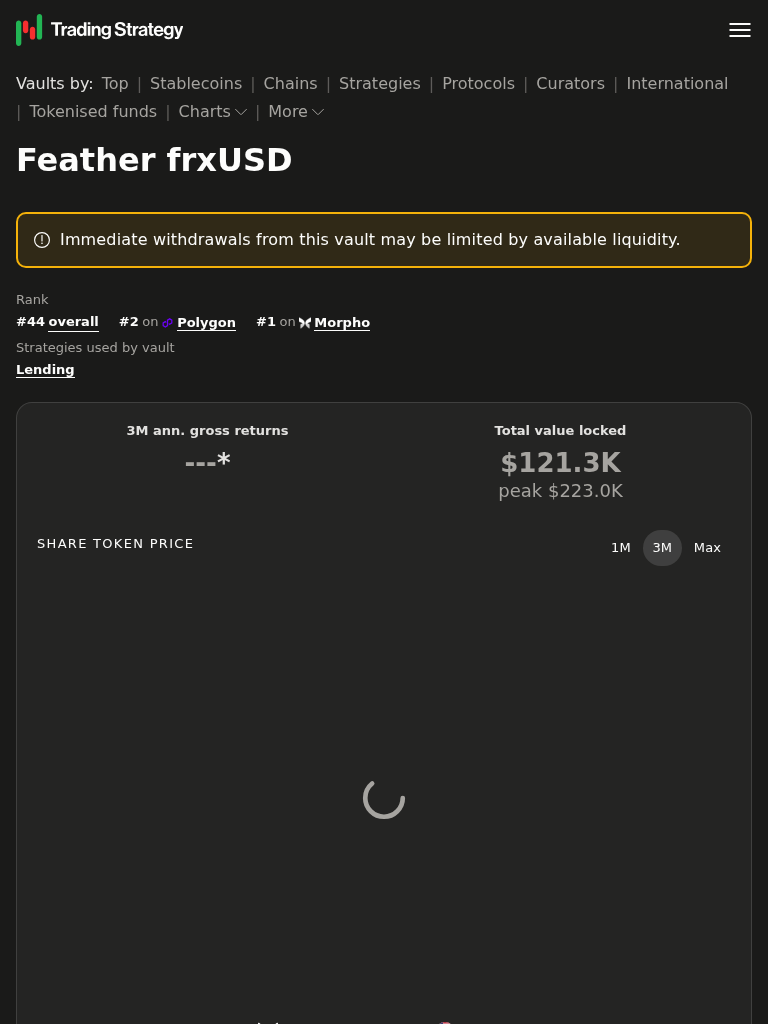 Trading Strategy
Vaults by: Top | Stablecoins | Chains | Strategies | Protocols | Curators | International
| Tokenised funds | Charts | More
Feather frxUSD
Immediate withdrawals from this vault may be limited by available liquidity.
Rank
#44 overall #2 on Polygon #1 on Morpho
Strategies used by vault
Lending
3M ann. gross returns
---*
Total value locked
$121.3K
peak $223.0K
SHARE TOKEN PRICE
1M 3M Max